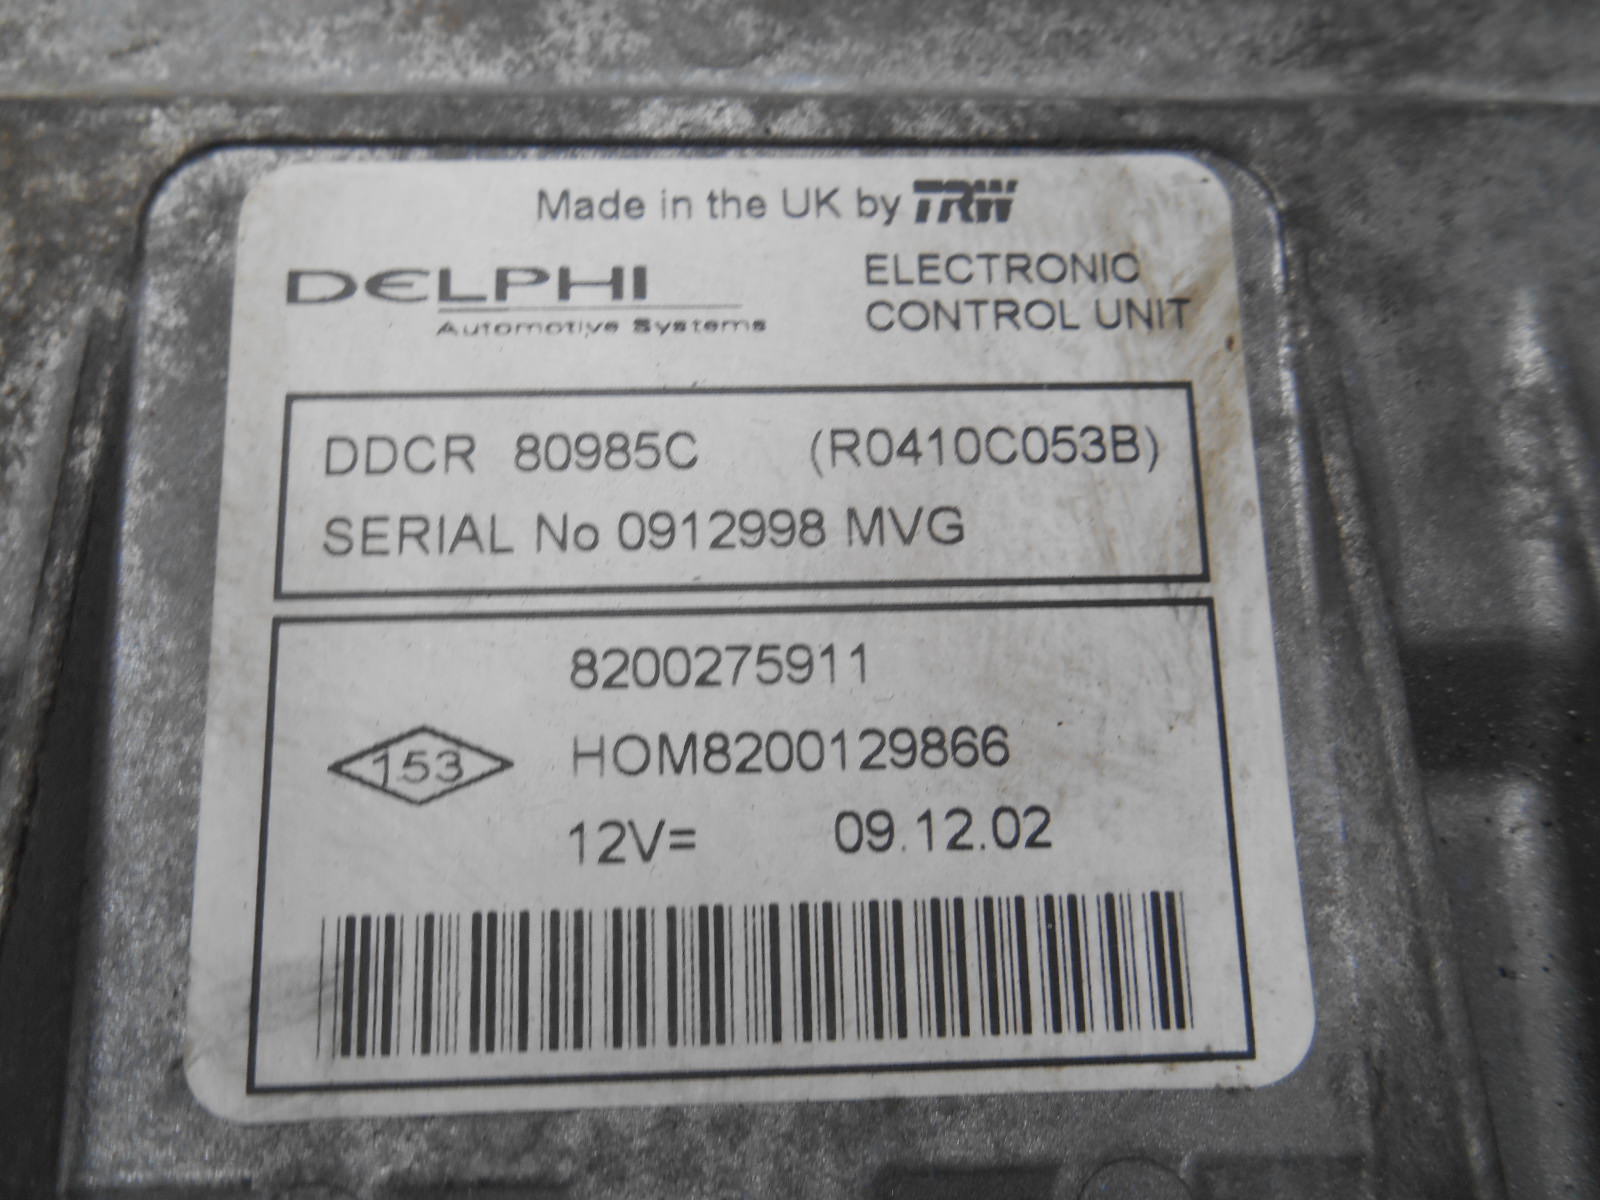 Made in the UK by TRW
DELPHI
Automotive Systems
ELECTRONIC
CONTROL UNIT
DDCR 80985C (R0410C053B)
SERIAL No 0912998 MVG
8200275911
153 HOM8200129866
12V= 09.12.02